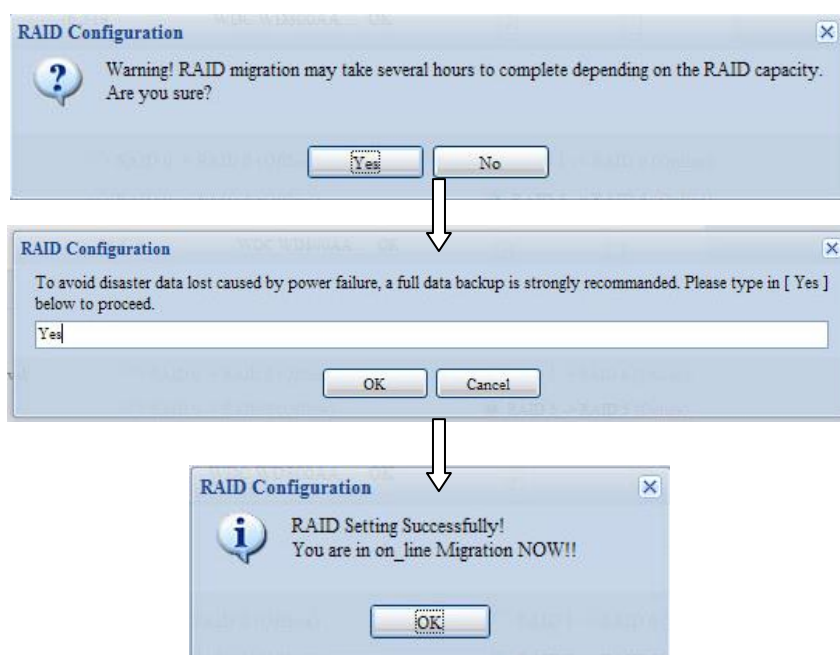 RAID Configuration
Warning! RAID migration may take several hours to complete depending on the RAID capacity.
Are you sure?
Yes
No
RAID Configuration
To avoid disaster data lost caused by power failure, a full data backup is strongly recommanded. Please type in [ Yes ]
below to proceed.
Yes
OK
Cancel
RAID Configuration
RAID Setting Successfully!
You are in on_line Migration NOW!!
OK